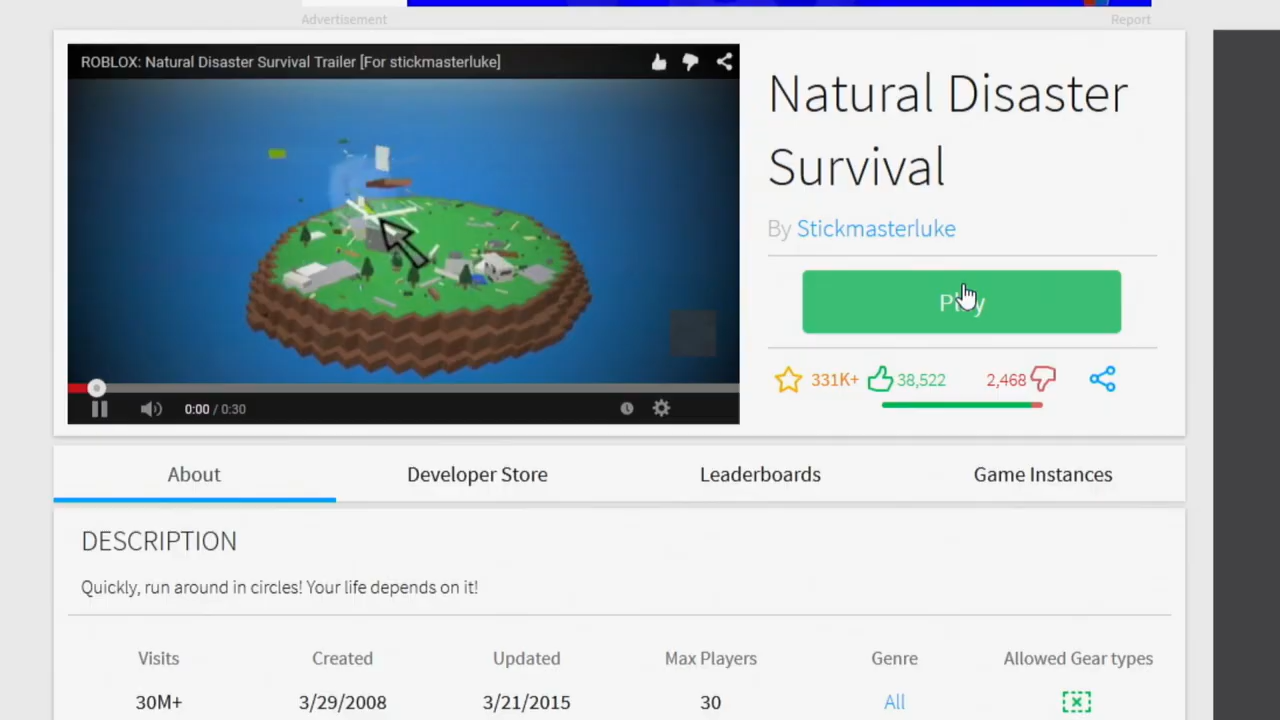 Advertisement Report
ROBLOX: Natural Disaster Survival Trailer [For stickmasterluke]
0:00 / 0:30
Natural Disaster
Survival
By Stickmasterluke
Play
331K+ 38,522 2,468
About Developer Store Leaderboards Game Instances
DESCRIPTION
Quickly, run around in circles! Your life depends on it!
Visits Created Updated Max Players Genre Allowed Gear types
30M+ 3/29/2008 3/21/2015 30 All